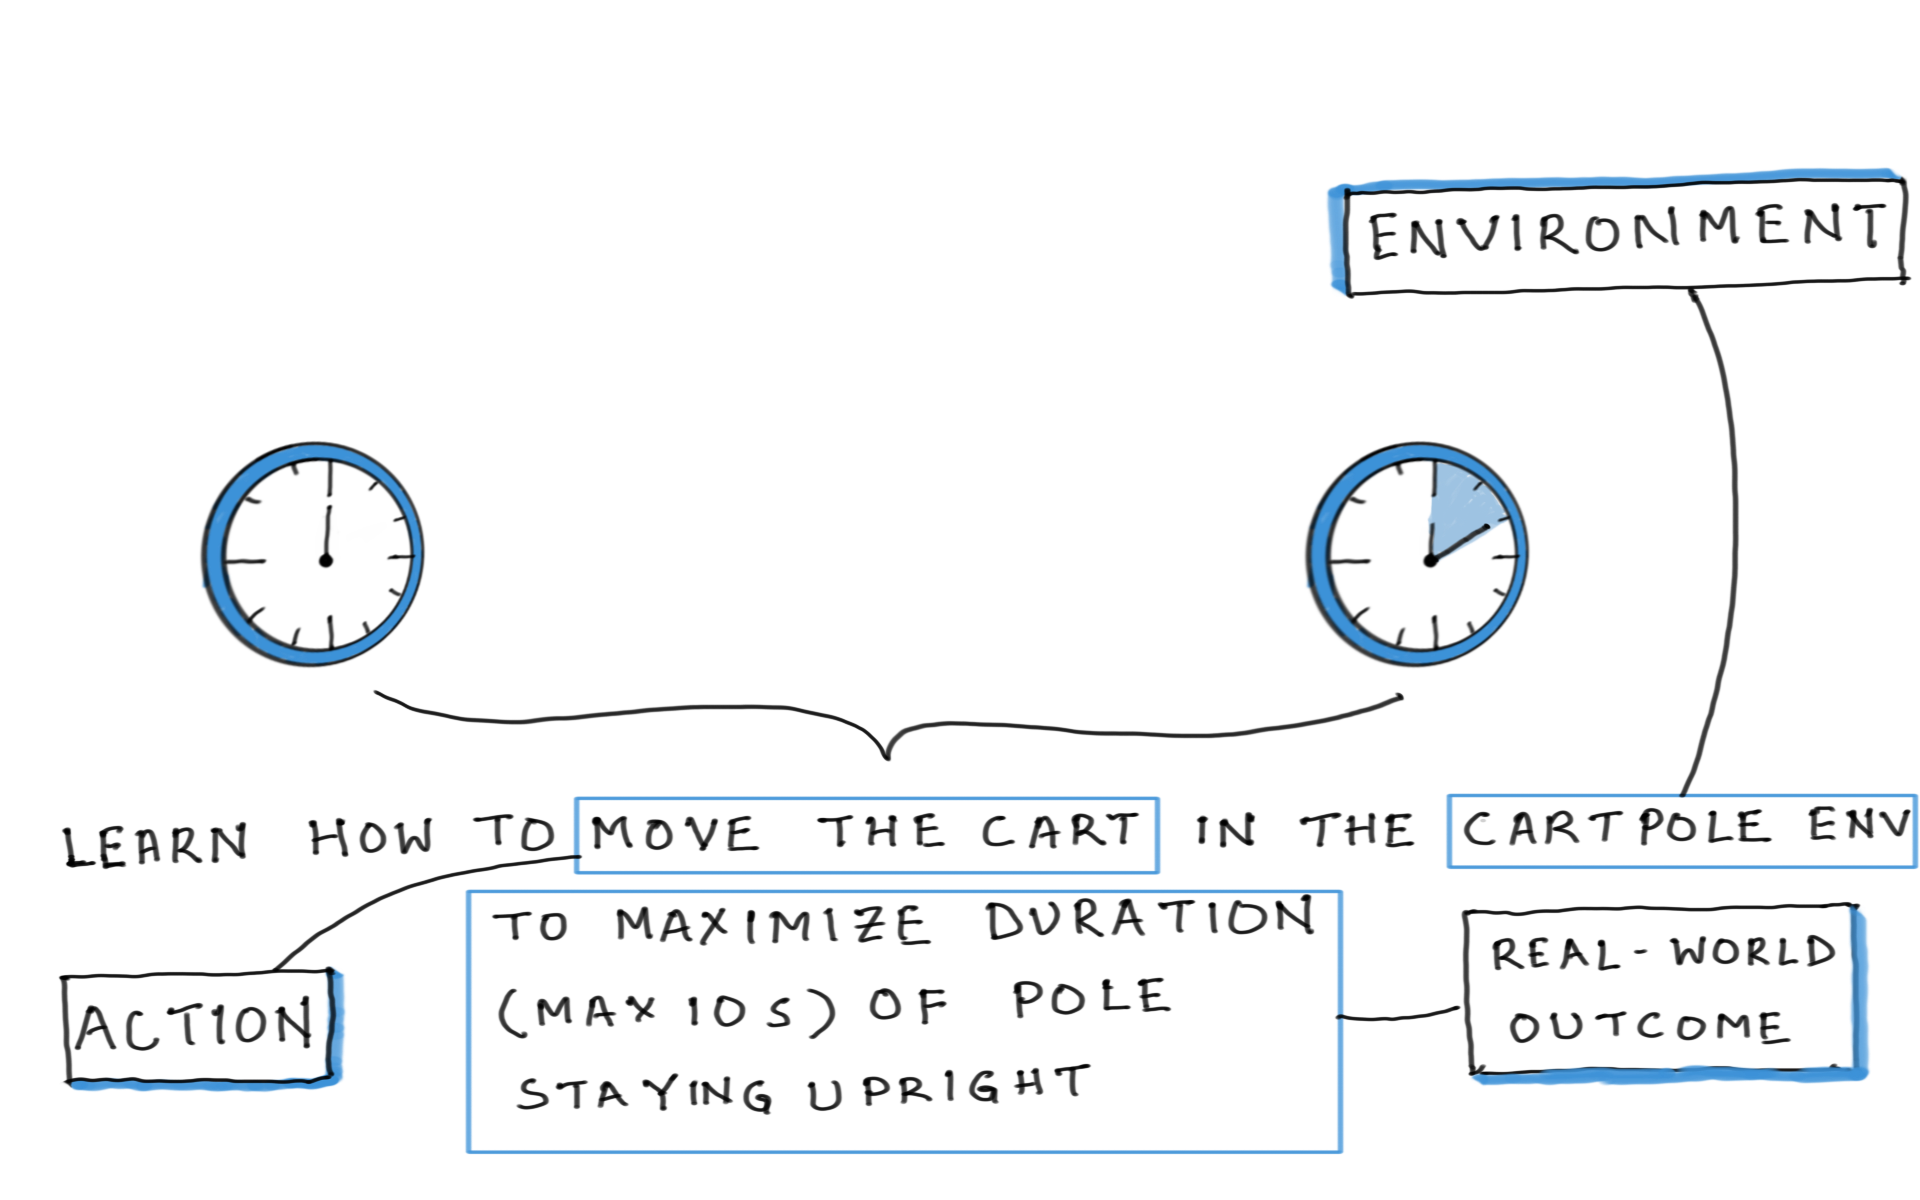 ENVIRONMENT
LEARN HOW TO MOVE THE CART IN THE CARTPOLE ENV
TO MAXIMIZE DURATION
(MAX 10 S) OF POLE
STAYING UPRIGHT
ACTION
REAL-WORLD
OUTCOME